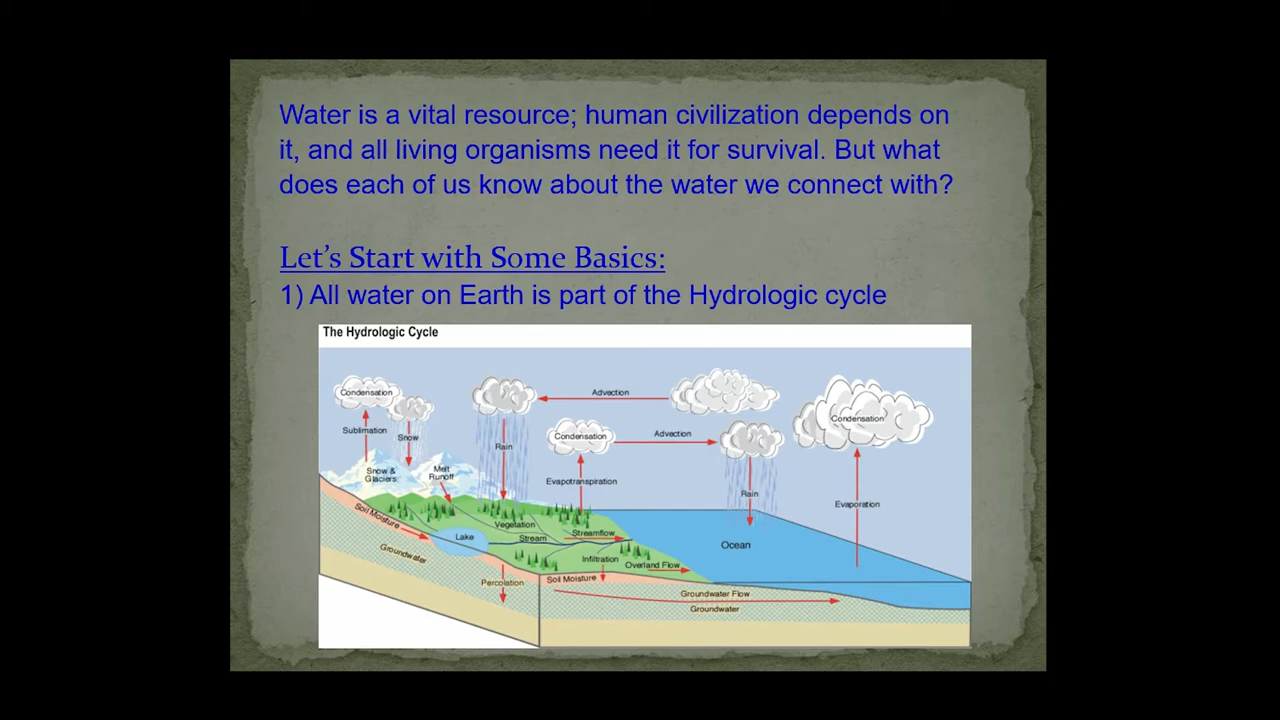 Water is a vital resource; human civilization depends on
it, and all living organisms need it for survival. But what
does each of us know about the water we connect with?
Let's Start with Some Basics:
1) All water on Earth is part of the Hydrologic cycle
The Hydrologic Cycle
Condensation
Sublimation
Snow
Snow &
Glaciers
Melt
Runoff
Rain
Advection
Condensation
Advection
Evapotranspiration
Rain
Condensation
Evaporation
Soil Moisture
Groundwater
Lake
Vegetation
Stream
Streamflow
Infiltration
Overland Flow
Ocean
Percolation
Soil Moisture
Groundwater Flow
Groundwater